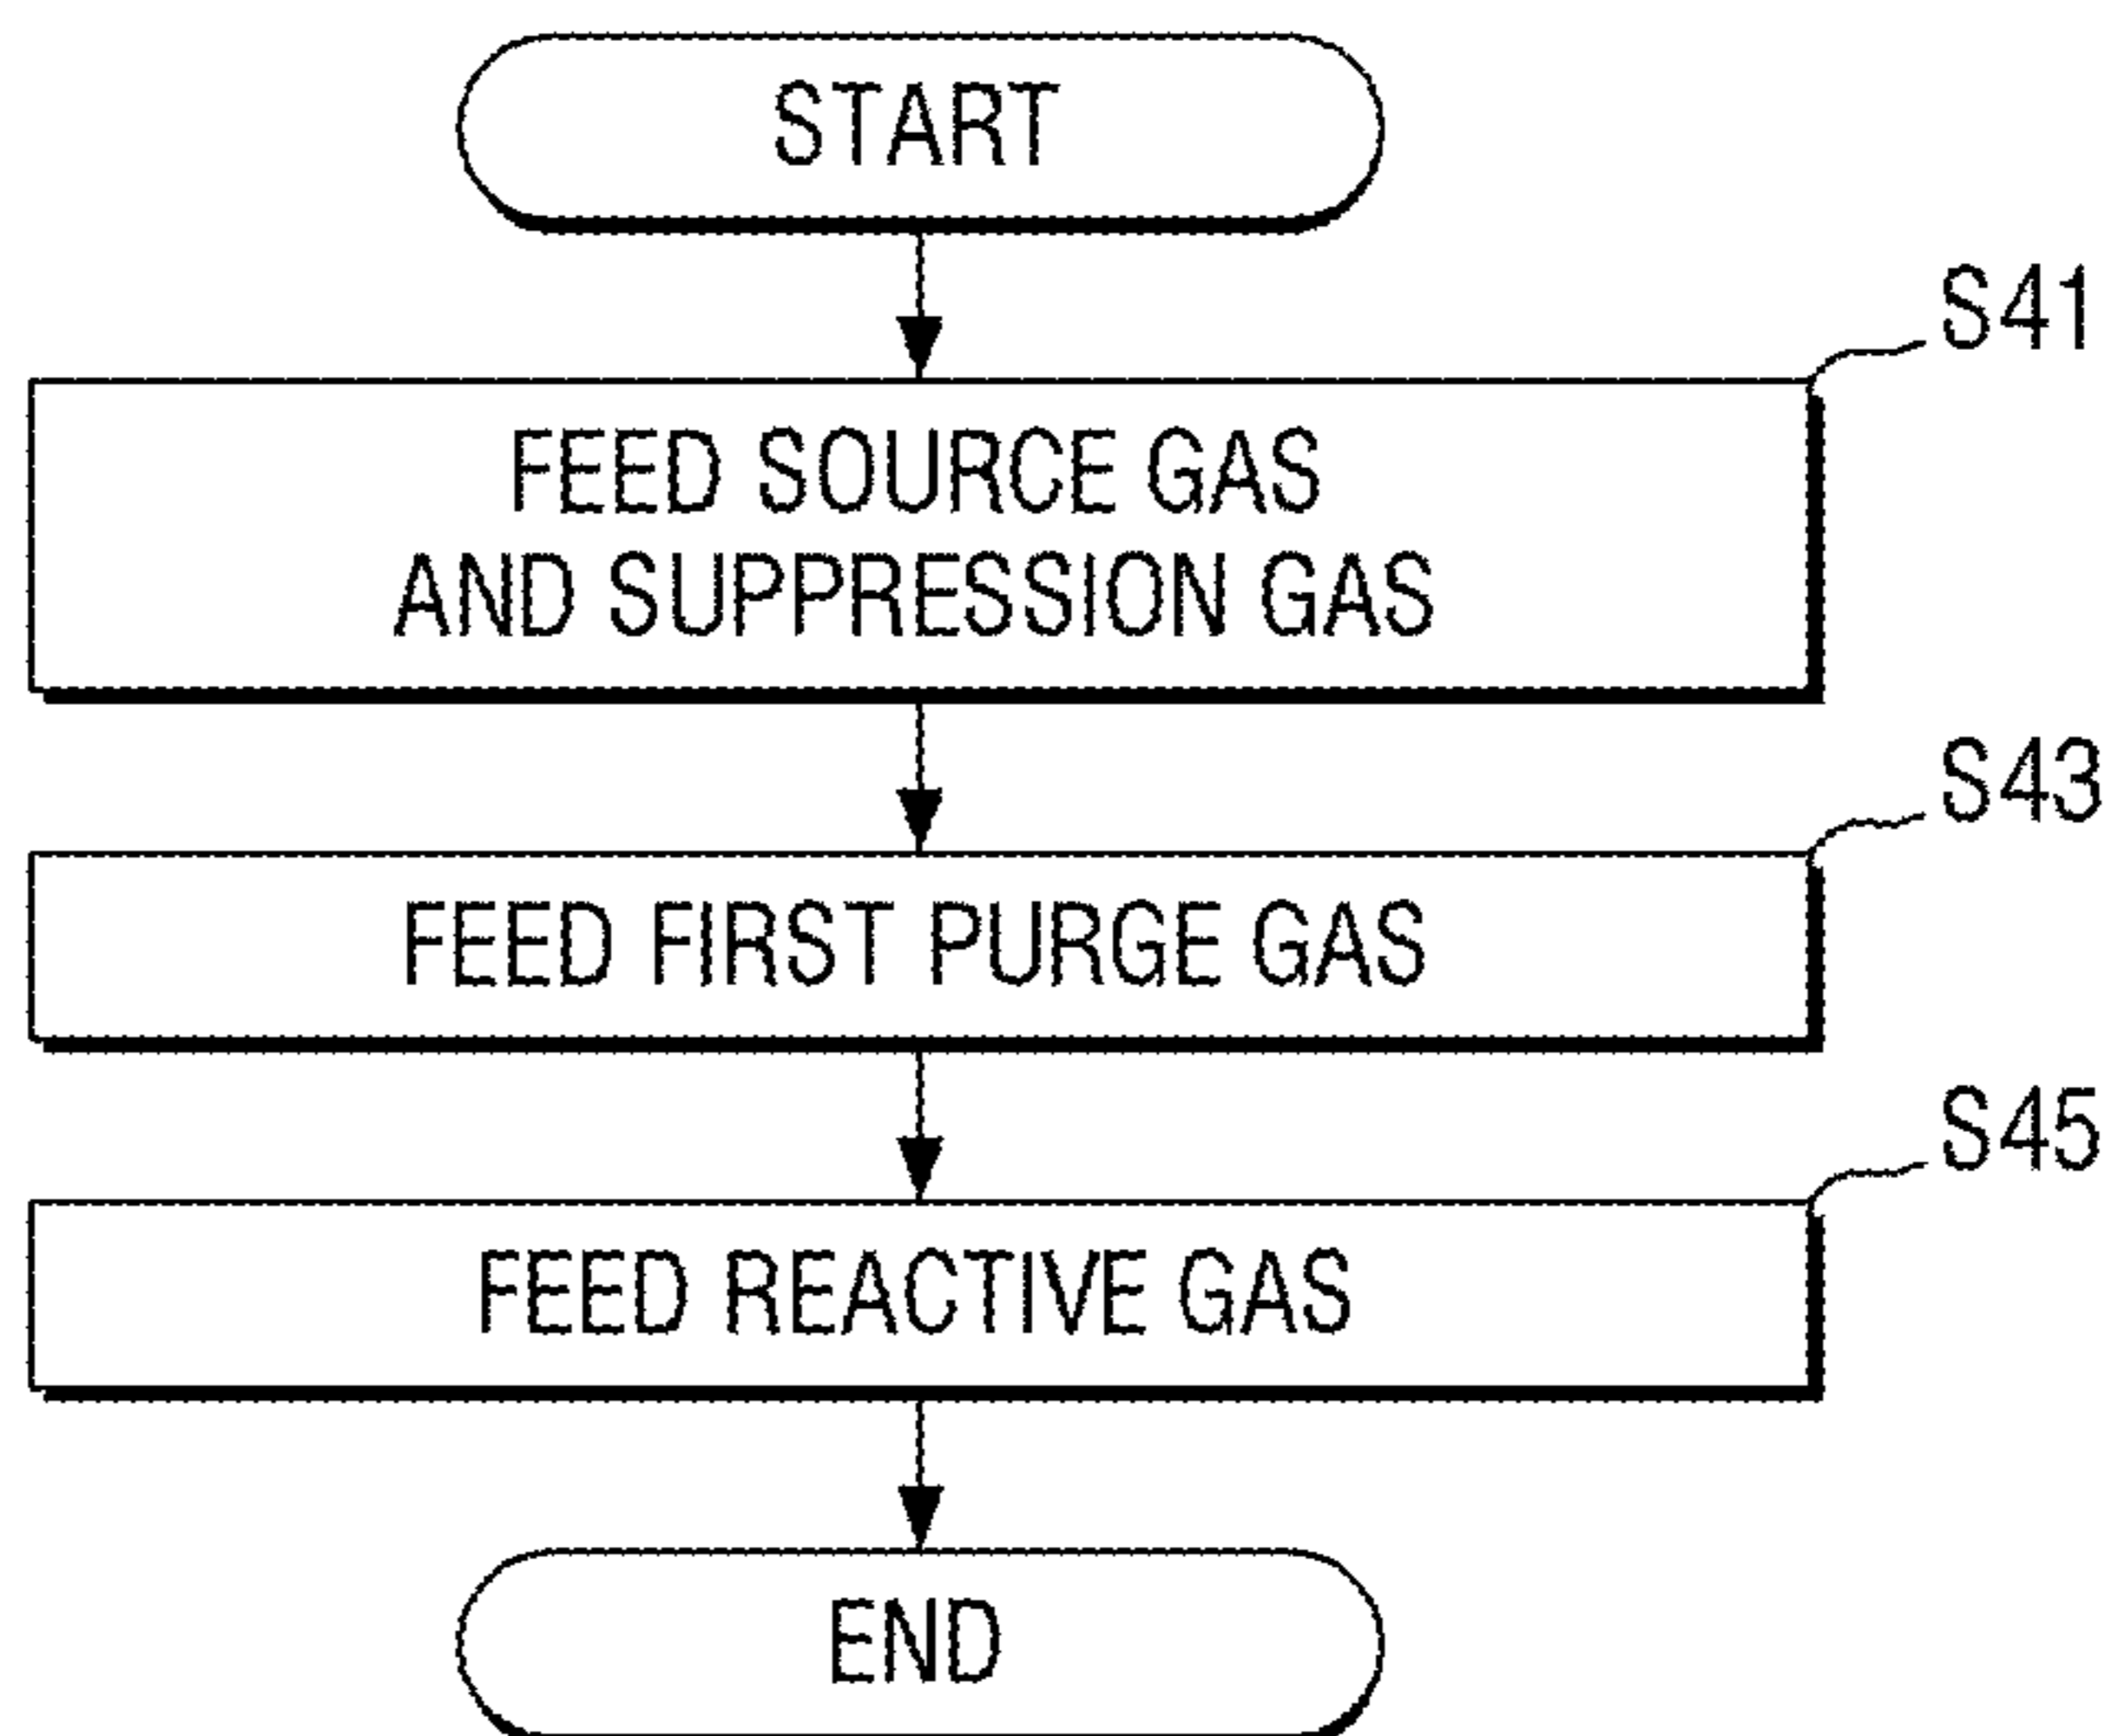 START
S41
FEED SOURCE GAS
AND SUPPRESSION GAS
S43
FEED FIRST PURGE GAS
S45
FEED REACTIVE GAS
END